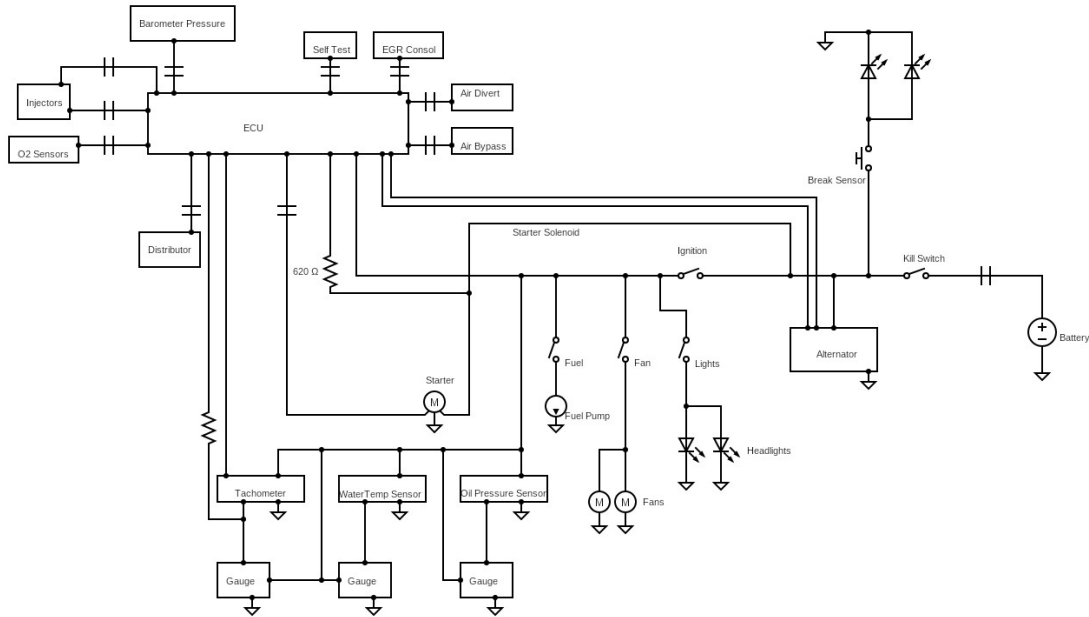 Barometer Pressure
Self Test
EGR Consol
Injectors
Air Divert
ECU
O2 Sensors
Air Bypass
Break Sensor
Distributor
Starter Solenoid
620 Ω
Ignition
Kill Switch
Battery
Alternator
Fuel
Fan
Lights
Starter
M
Fuel Pump
Headlights
Tachometer
WaterTemp Sensor
Oil Pressure Sensor
M
M
Fans
Gauge
Gauge
Gauge